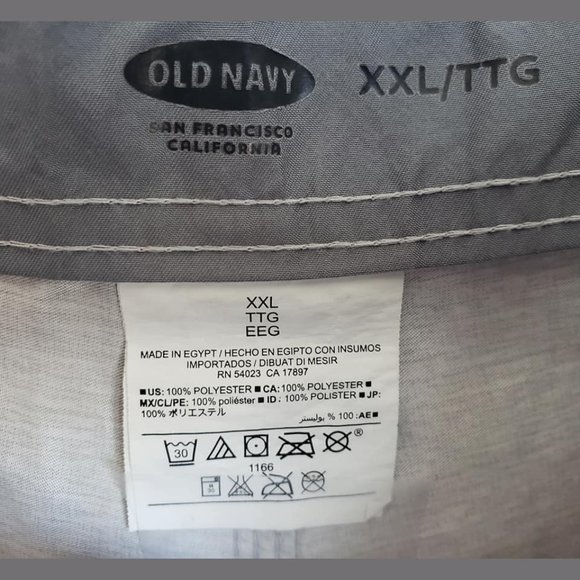 OLD NAVY
XXL/TTG
SAN FRANCISCO
CALIFORNIA
XXL
TTG
EEG
MADE IN EGYPT / HECHO EN EGIPTO CON INSUMOS
IMPORTADOS / DIBUAT DI MESIR
RN 54023 CA 17897
■US: 100% POLYESTER ■CA: 100% POLYESTER ■
MX/CL/PE: 100% poliéster ■ ID : 100% POLISTER ■JP:
100% ポリエステル ■AE: 100 % بوليستر
30
®
1166